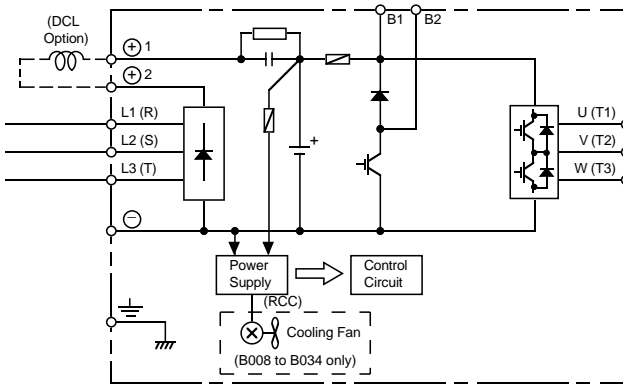 (DCL
Option)
B1
B2
⊕ 1
⊕ 2
L1 (R)
L2 (S)
L3 (T)
+
U (T1)
V (T2)
W (T3)
⊖
Power
Supply
Control
Circuit
(RCC)
Cooling Fan
(B008 to B034 only)